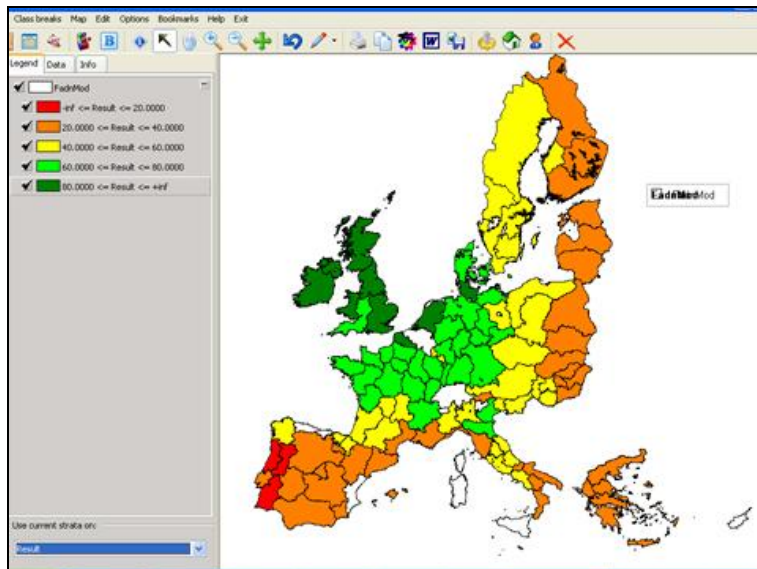 Class breaks Map Edit Options Bookmarks Help Exit
Legend Data Info
FadnMod
-inf <= Result <= 20.0000
20.0000 <= Result <= 40.0000
40.0000 <= Result <= 60.0000
60.0000 <= Result <= 80.0000
80.0000 <= Result <= +inf
Use current strata on:
Result